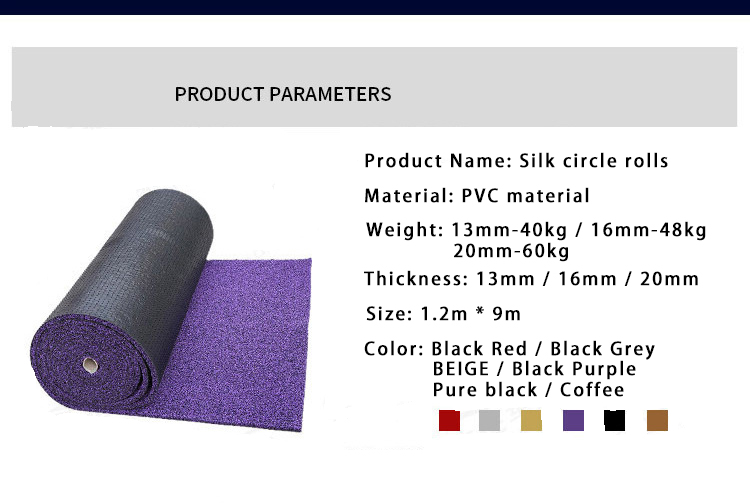 PRODUCT PARAMETERS
Product Name: Silk circle rolls
Material: PVC material
Weight: 13mm-40kg / 16mm-48kg
20mm-60kg
Thickness: 13mm / 16mm / 20mm
Size: 1.2m * 9m
Color: Black Red / Black Grey
BEIGE / Black Purple
Pure black / Coffee